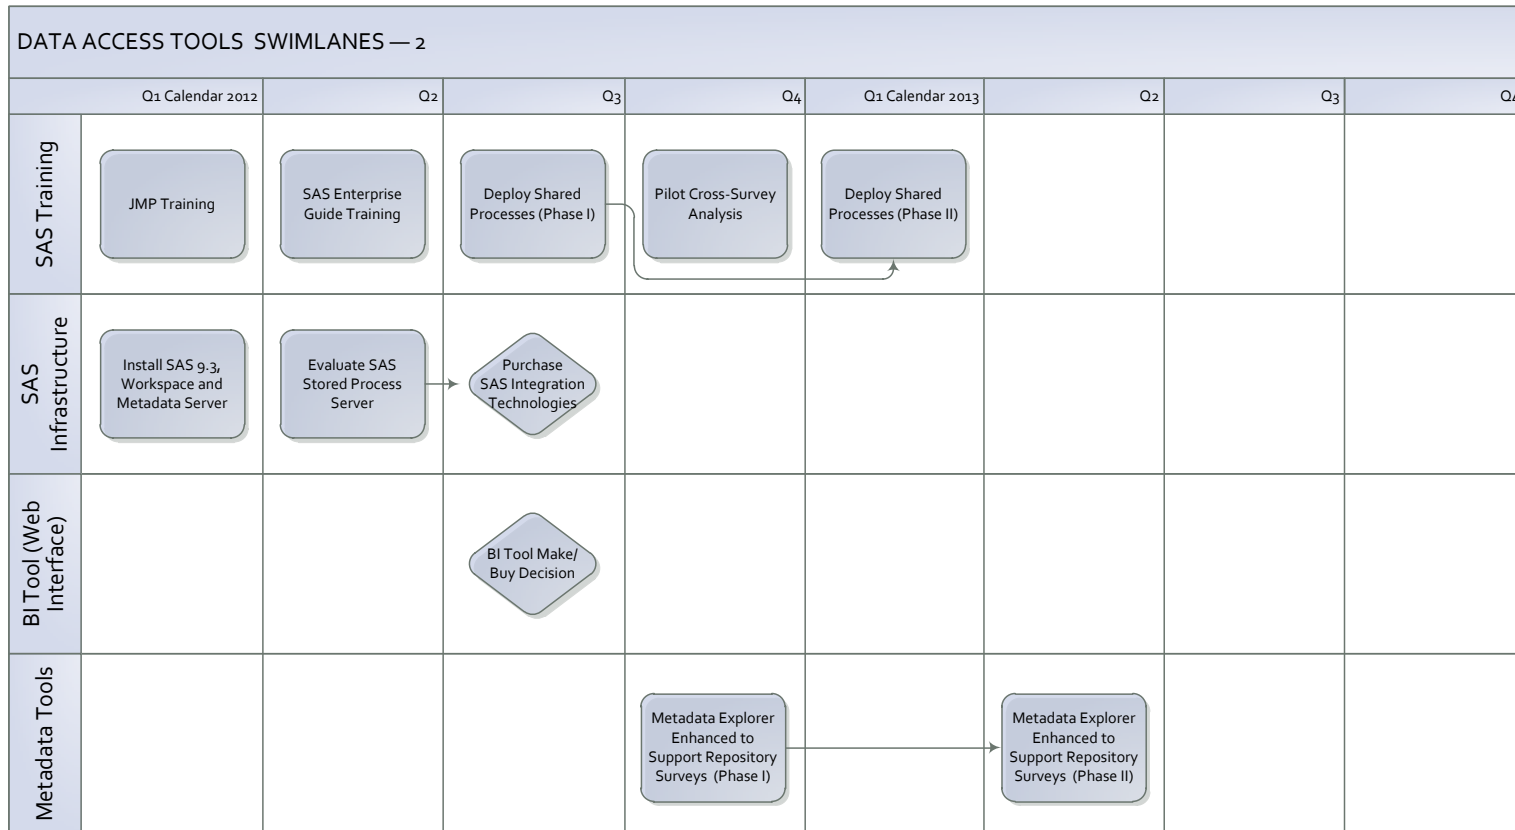 DATA ACCESS TOOLS  SWIMLANES — 2
Q1 Calendar 2012
Q2
Q3
Q4
Q1 Calendar 2013
Q2
Q3
Q4
SAS Training
JMP Training
SAS Enterprise
Guide Training
Deploy Shared
Processes (Phase I)
Pilot Cross-Survey
Analysis
Deploy Shared
Processes (Phase II)
SAS
Infrastructure
Install SAS 9.3,
Workspace and
Metadata Server
Evaluate SAS
Stored Process
Server
Purchase
SAS Integration
Technologies
BI Tool (Web
Interface)
BI Tool Make/
Buy Decision
Metadata Tools
Metadata Explorer
Enhanced to
Support Repository
Surveys  (Phase I)
Metadata Explorer
Enhanced to
Support Repository
Surveys  (Phase II)